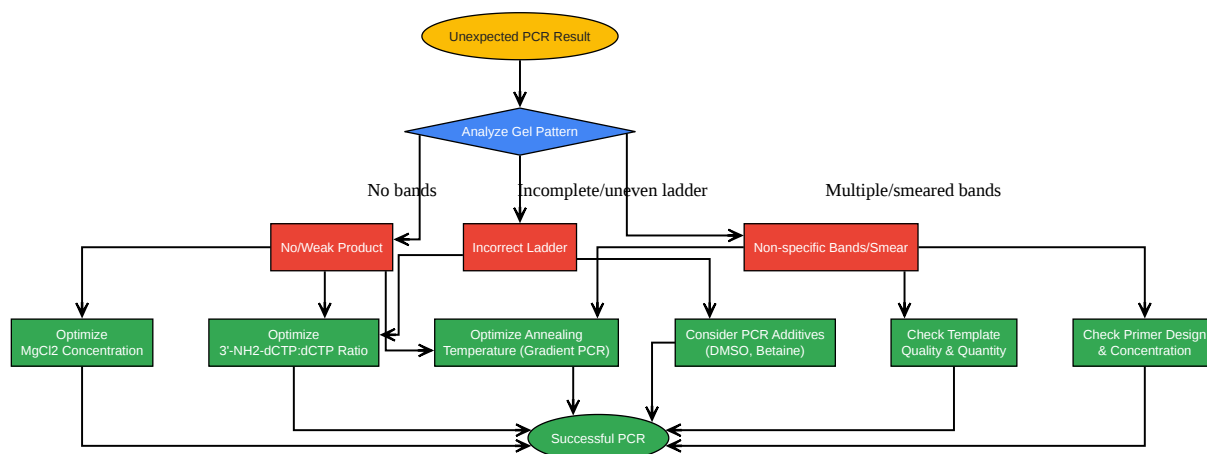 Unexpected PCR Result
Analyze Gel Pattern
No bands
Incomplete/uneven ladder
Multiple/smeared bands
No/Weak Product
Incorrect Ladder
Non-specific Bands/Smear
Optimize
MgCl2 Concentration
Optimize
3'-NH2-dCTP:dCTP Ratio
Optimize Annealing
Temperature (Gradient PCR)
Consider PCR Additives
(DMSO, Betaine)
Check Template
Quality & Quantity
Check Primer Design
& Concentration
Successful PCR